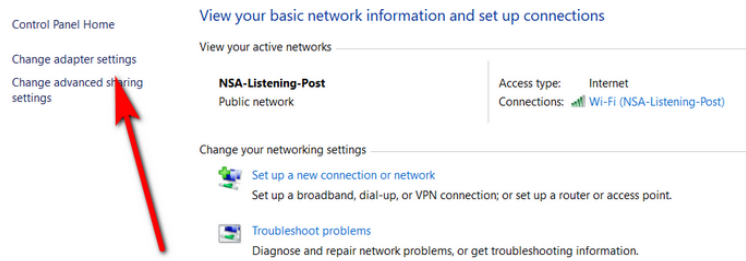 Control Panel Home
Change adapter settings
Change advanced sharing
settings
View your basic network information and set up connections
View your active networks
NSA-Listening-Post
Public network
Access type: Internet
Connections: Wi-Fi (NSA-Listening-Post)
Change your networking settings
Set up a new connection or network
Set up a broadband, dial-up, or VPN connection; or set up a router or access point.
Troubleshoot problems
Diagnose and repair network problems, or get troubleshooting information.